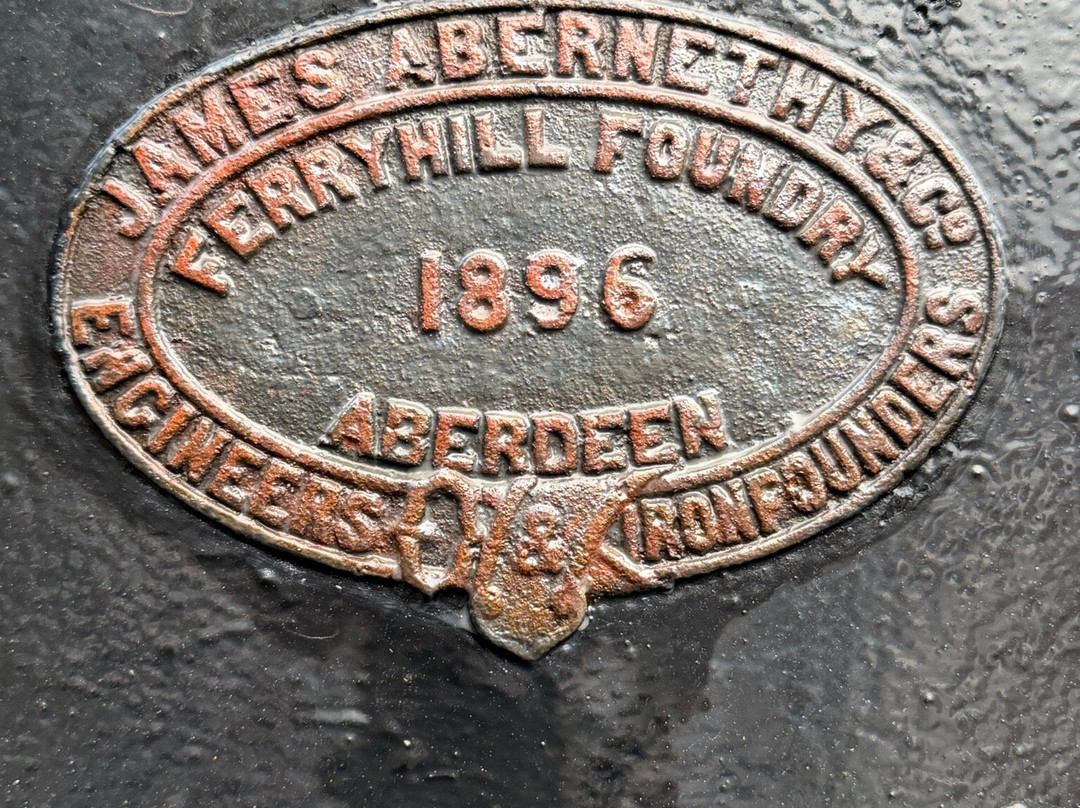 JAMES ABERNETHY & Co
FERRYHILL FOUNDRY
1896
ABERDEEN
ENGINEERS & IRONFOUNDERS